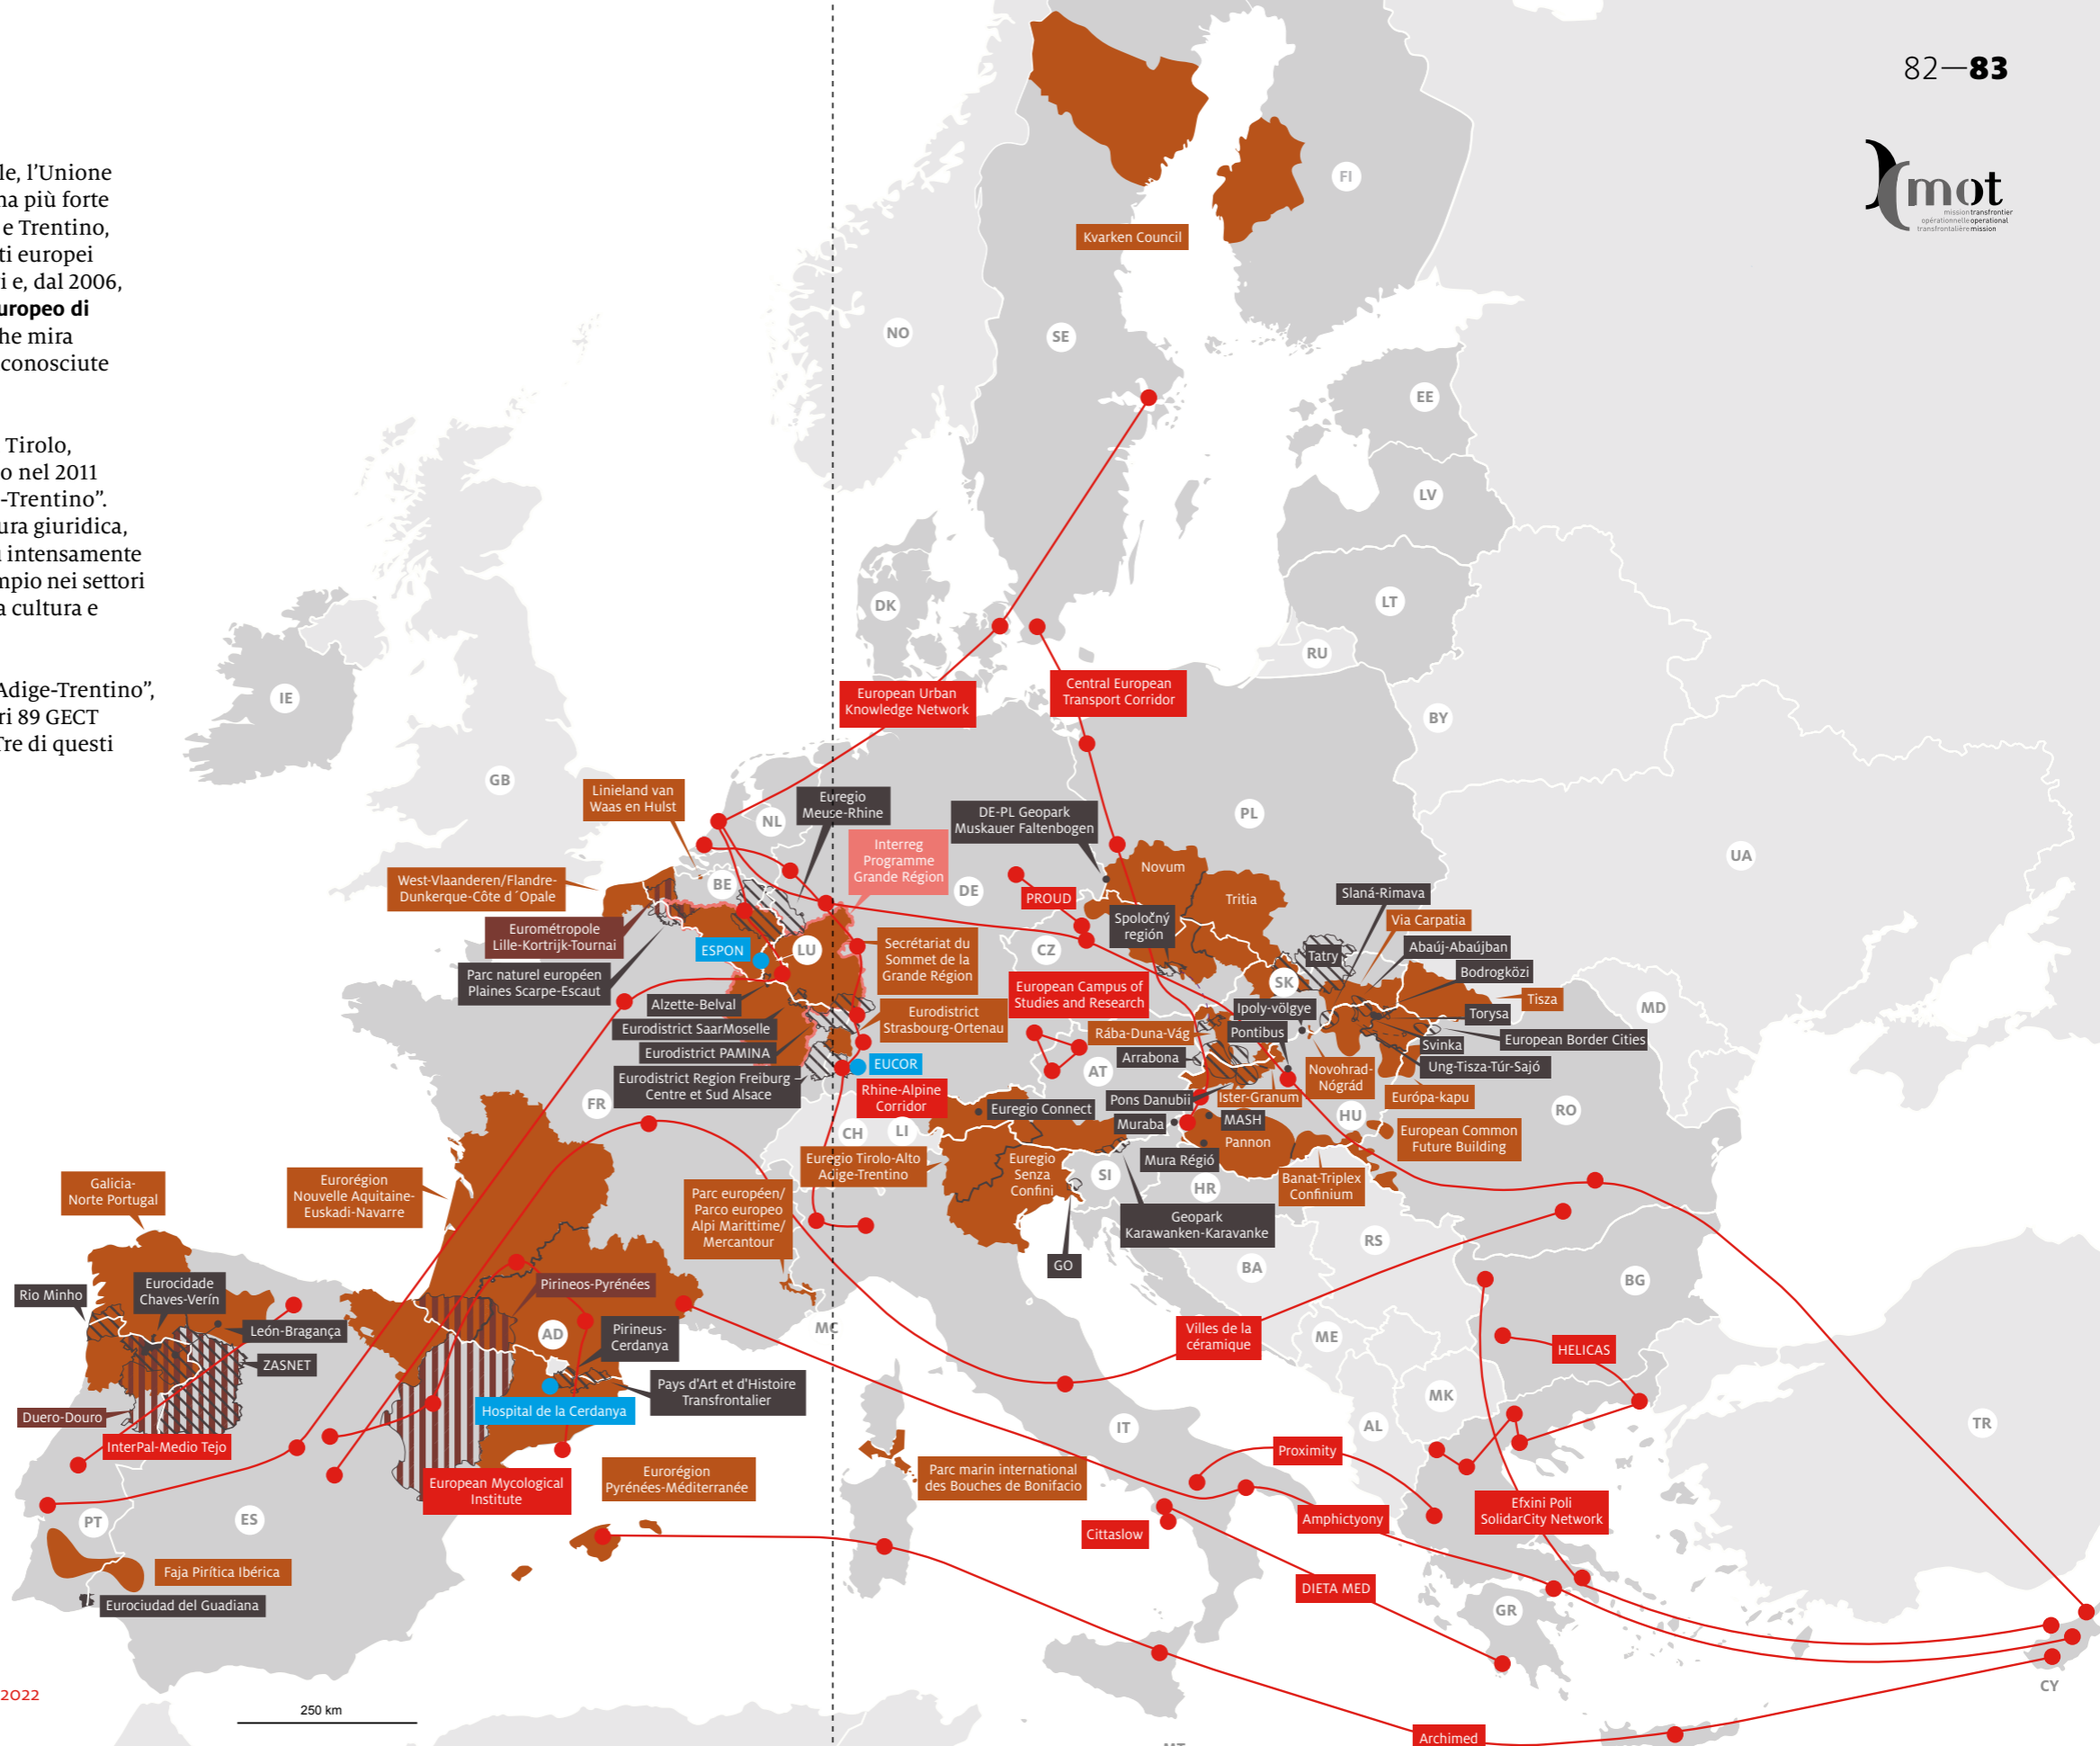 82—83
mot
mission transfrontier
opérationnelle operational
transfrontalière mission
le, l'Unione
na più forte
e Trentino,
ti europei
ri e, dal 2006,
uropeo di
he mira
conosciute
Tirolo,
o nel 2011
-Trentino".
ura giuridica,
ù intensamente
mpio nei settori
a cultura e
Adige-Trentino",
ri 89 GECT
Tre di questi
2022
250 km
FI
Kvarken Council
NO
SE
EE
LV
LT
DK
RU
IE
GB
BY
European Urban
Knowledge Network
Central European
Transport Corridor
Linieland van
Waas en Hulst
NL
Euregio
Meuse-Rhine
DE-PL Geopark
Muskauer Faltenbogen
PL
UA
Interreg
Programme
Grande Région
West-Vlaanderen/Flandre-
Dunkerque-Côte d´Opale
BE
DE
Novum
Tritia
PROUD
Spoločný
región
Slaná-Rimava
Via Carpatia
Eurométropole
Lille-Kortrijk-Tournai
ESPON
LU
Secrétariat du
Sommet de la
Grande Région
CZ
Tatry
Abaúj-Abaújban
Bodrogközi
Parc naturel européen
Plaines Scarpe-Escaut
European Campus of
Studies and Research
SK
Tisza
Alzette-Belval
Eurodistrict
Strasbourg-Ortenau
Ipoly-völgye
Torysa
MD
Eurodistrict SaarMoselle
Rába-Duna-Vág
Pontibus
European Border Cities
Eurodistrict PAMINA
EUCOR
Arrabona
Svinka
Ung-Tisza-Túr-Sajó
Eurodistrict Region Freiburg –
Centre et Sud Alsace
AT
Novohrad-
Nógrád
FR
Rhine-Alpine
Corridor
Euregio Connect
Pons Danubii
Ister-Granum
Európa-kapu
CH
LI
Muraba
MASH
HU
RO
Pannon
European Common
Future Building
Euregio Tirolo-Alto
Adige-Trentino
Euregio
Senza
Confini
Mura Régió
SI
HR
Banat-Triplex
Confinium
Galicia-
Norte Portugal
Eurorégion
Nouvelle Aquitaine-
Euskadi-Navarre
Parc européen/
Parco europeo
Alpi Marittime/
Mercantour
Geopark
Karawanken-Karavanke
GO
RS
BA
BG
Rio Minho
Eurocidade
Chaves-Verín
Pirineos-Pyrénées
León-Bragança
AD
Pirineus-
Cerdanya
MC
Villes de la
céramique
ME
HELICAS
ZASNET
Pays d'Art et d'Histoire
Transfrontalier
MK
Duero-Douro
Hospital de la Cerdanya
IT
AL
TR
InterPal-Medio Tejo
Proximity
European Mycological
Institute
Eurorégion
Pyrénées-Méditerranée
Parc marin international
des Bouches de Bonifacio
Efxini Poli
SolidarCity Network
PT
ES
Cittaslow
Amphictyony
Faja Pirítica Ibérica
DIETA MED
Eurociudad del Guadiana
GR
CY
Archimed